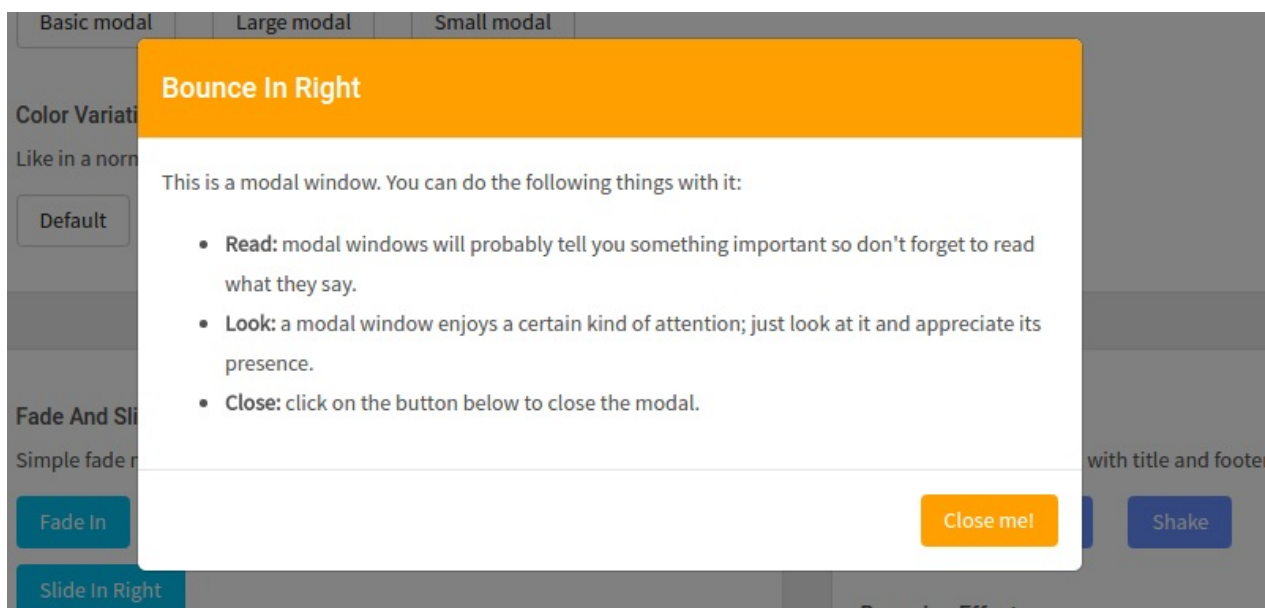 Basic modal Large modal Small modal
Bounce In Right
Color Variati
Like in a norn
This is a modal window. You can do the following things with it:
Default
• Read: modal windows will probably tell you something important so don't forget to read
what they say.
• Look: a modal window enjoys a certain kind of attention; just look at it and appreciate its
presence.
• Close: click on the button below to close the modal.
Fade And Sli
Simple fade with title and footer
Fade In Close me! Shake
Slide In Right